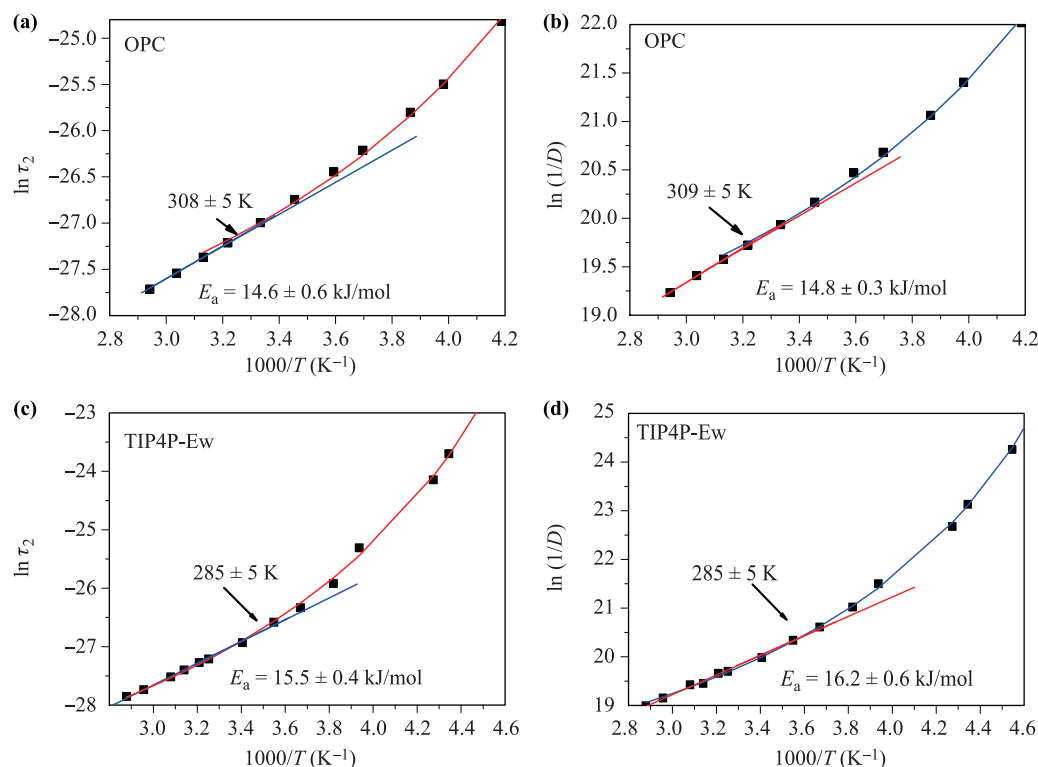 (a)
OPC
−25.0
−25.5
−26.0
−26.5
−27.0
−27.5
−28.0
ln τ2
308 ± 5 K
Ea = 14.6 ± 0.6 kJ/mol
2.8 3.0 3.2 3.4 3.6 3.8 4.0 4.2
1000/T (K−1)
(b)
OPC
22.0
21.5
21.0
20.5
20.0
19.5
19.0
ln (1/D)
309 ± 5 K
Ea = 14.8 ± 0.3 kJ/mol
2.8 3.0 3.2 3.4 3.6 3.8 4.0 4.2
1000/T (K−1)
(c)
TIP4P-Ew
−23
−24
−25
−26
−27
−28
ln τ2
285 ± 5 K
Ea = 15.5 ± 0.4 kJ/mol
3.0 3.2 3.4 3.6 3.8 4.0 4.2 4.4 4.6
1000/T (K−1)
(d)
TIP4P-Ew
25
24
23
22
21
20
19
ln (1/D)
285 ± 5 K
Ea = 16.2 ± 0.6 kJ/mol
2.8 3.0 3.2 3.4 3.6 3.8 4.0 4.2 4.4 4.6
1000/T (K−1)